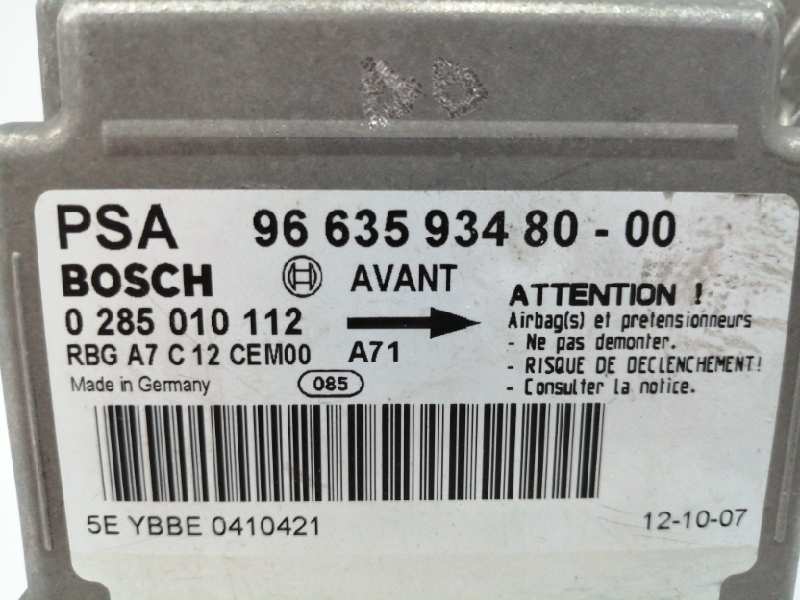 PSA 96 635 934 80 - 00
BOSCH AVANT
0 285 010 112
RBG A7 C 12 CEM00 A71
Made in Germany 085
ATTENTION !
Airbag(s) et pretensionneurs
- Ne pas demonter.
- RISQUE DE DECLENCHEMENT!
- Consulter la notice.
5E YBBE 0410421 12-10-07